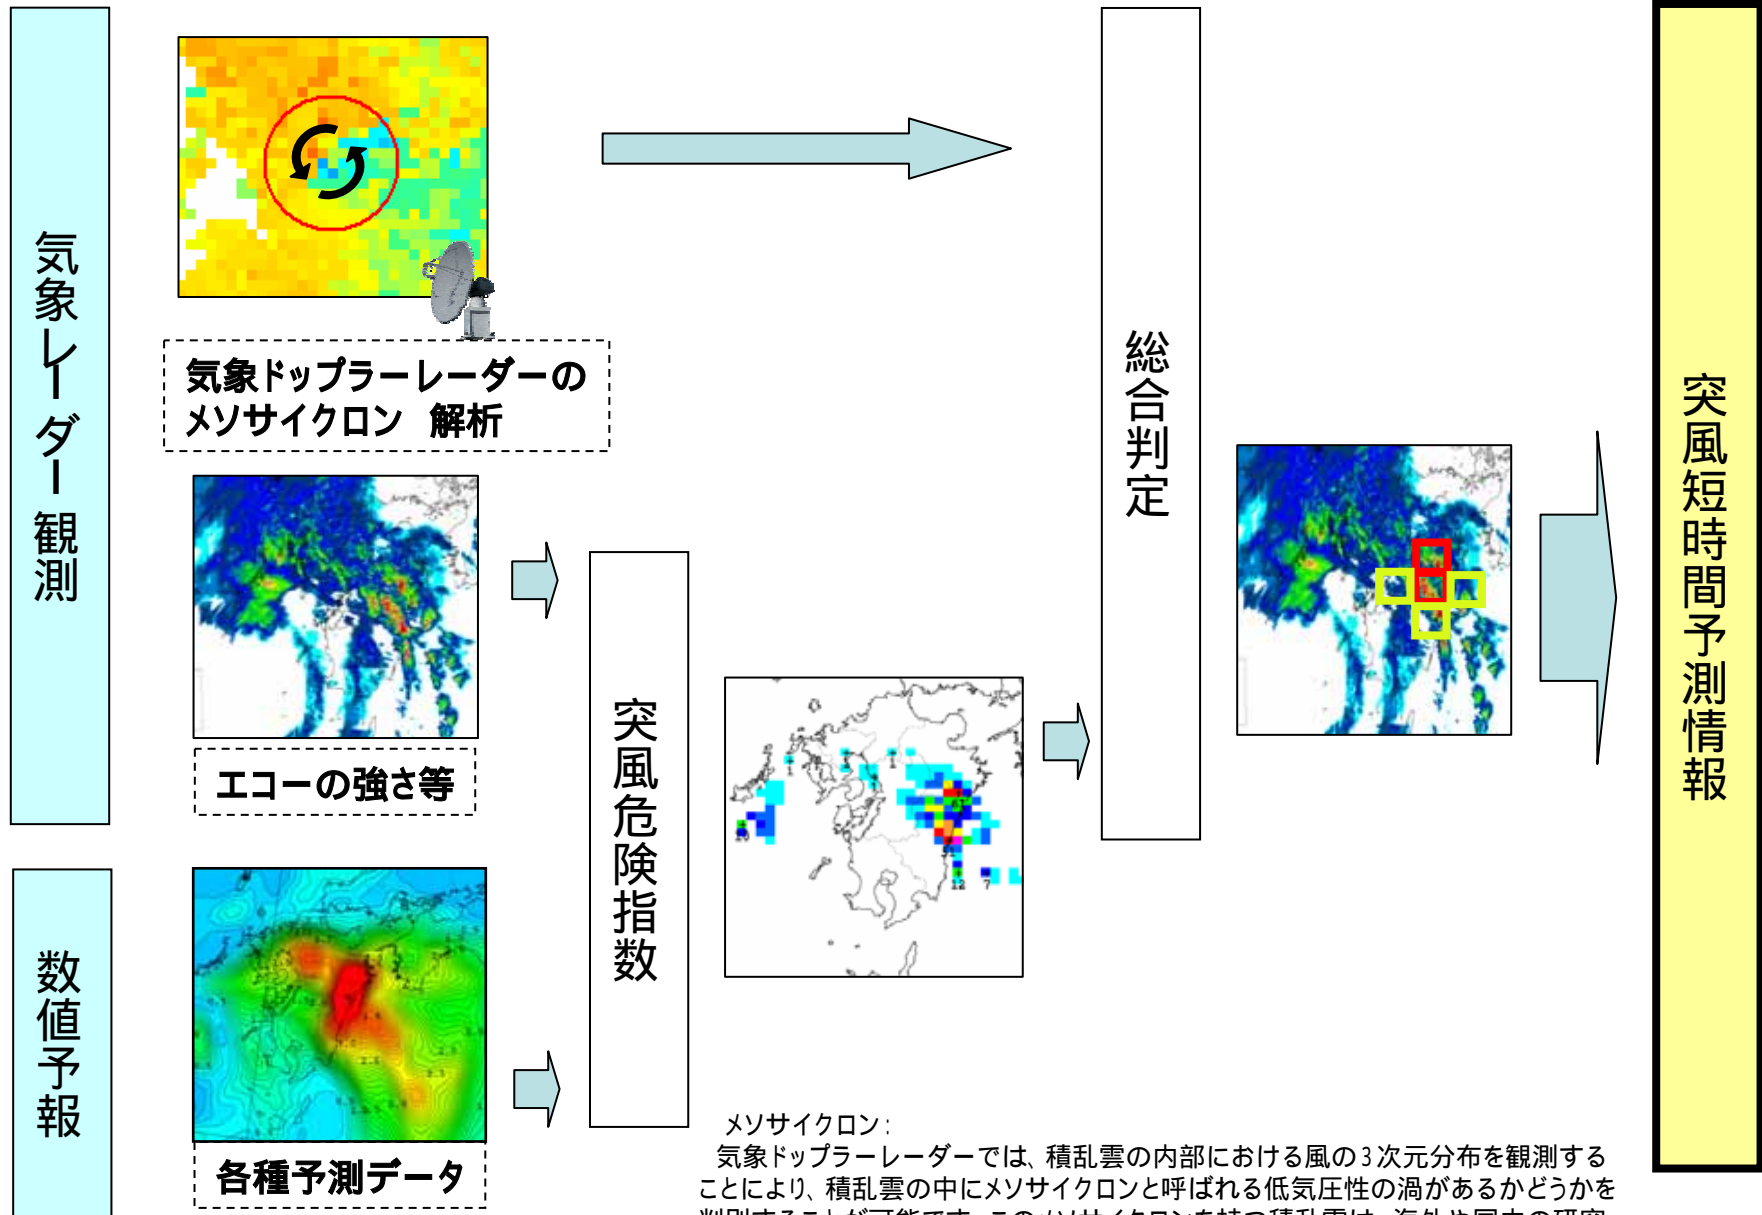 気象レーダー観測
気象ドップラーレーダーの
メソサイクロン 解析
エコーの強さ等
数値予報
各種予測データ
突風危険指数
12 7
総合判定
突風短時間予測情報
メソサイクロン:
気象ドップラーレーダーでは、積乱雲の内部における風の3次元分布を観測する
ことにより、積乱雲の中にメソサイクロンと呼ばれる低気圧性の渦があるかどうかを